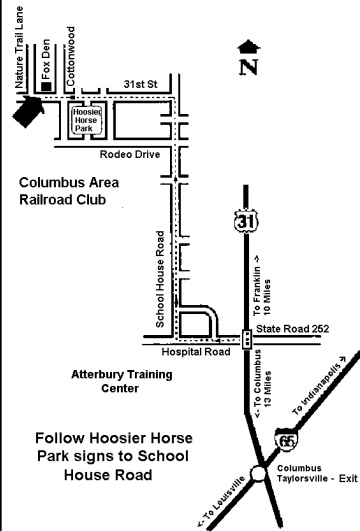 Nature Trail Lane
Fox Den
Cottonwood
31st St
N
Hoosier
Horse
Park
Rodeo Drive
Columbus Area
Railroad Club
School House Road
31
To Franklin ->
10 Miles
State Road 252
Hospital Road
<- To Columbus
13 Miles
To Indianapolis ->
Atterbury Training
Center
65
Follow Hoosier Horse
Park signs to School
House Road
Columbus
Taylorsville - Exit
<- To Louisville